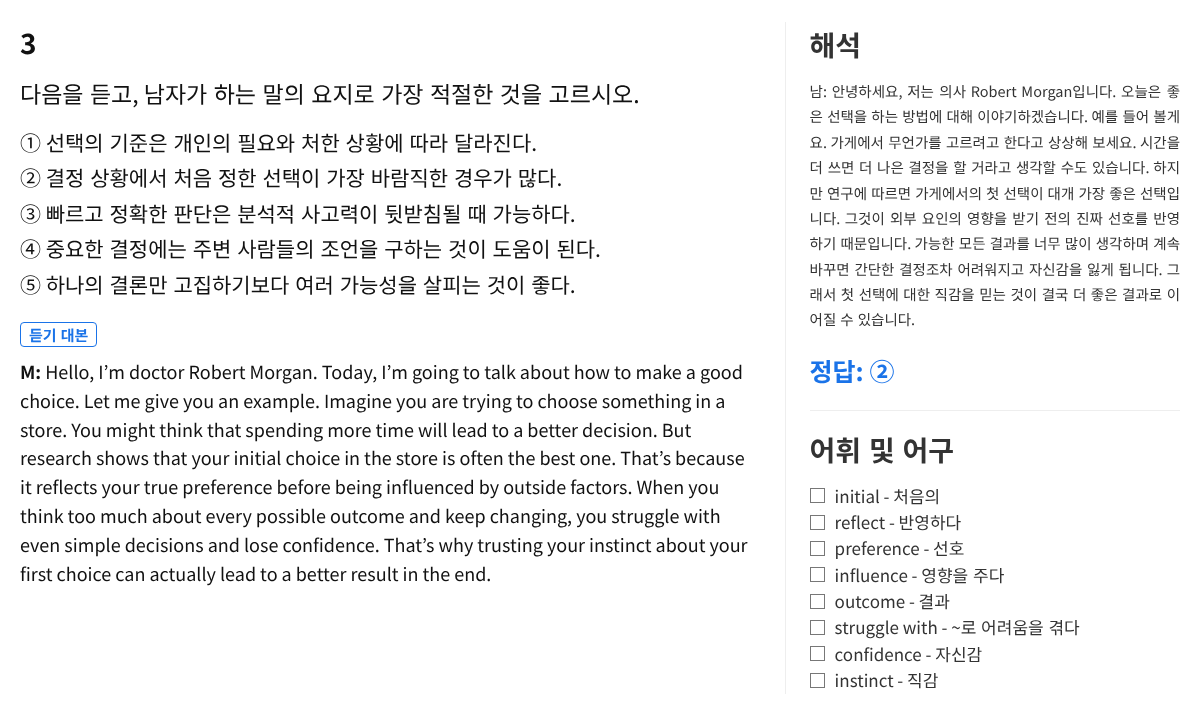 3
다음을 듣고, 남자가 하는 말의 요지로 가장 적절한 것을 고르시오.
① 선택의 기준은 개인의 필요와 처한 상황에 따라 달라진다.
② 결정 상황에서 처음 정한 선택이 가장 바람직한 경우가 많다.
③ 빠르고 정확한 판단은 분석적 사고력이 뒷받침될 때 가능하다.
④ 중요한 결정에는 주변 사람들의 조언을 구하는 것이 도움이 된다.
⑤ 하나의 결론만 고집하기보다 여러 가능성을 살피는 것이 좋다.
듣기 대본
M: Hello, I’m doctor Robert Morgan. Today, I’m going to talk about how to make a good
choice. Let me give you an example. Imagine you are trying to choose something in a
store. You might think that spending more time will lead to a better decision. But
research shows that your initial choice in the store is often the best one. That’s because
it reflects your true preference before being influenced by outside factors. When you
think too much about every possible outcome and keep changing, you struggle with
even simple decisions and lose confidence. That’s why trusting your instinct about your
first choice can actually lead to a better result in the end.
해석
남: 안녕하세요, 저는 의사 Robert Morgan입니다. 오늘은 좋
은 선택을 하는 방법에 대해 이야기하겠습니다. 예를 들어 볼게
요. 가게에서 무언가를 고르려고 한다고 상상해 보세요. 시간을
더 쓰면 더 나은 결정을 할 거라고 생각할 수도 있습니다. 하지
만 연구에 따르면 가게에서의 첫 선택이 대개 가장 좋은 선택입
니다. 그것이 외부 요인의 영향을 받기 전의 진짜 선호를 반영
하기 때문입니다. 가능한 모든 결과를 너무 많이 생각하며 계속
바꾸면 간단한 결정조차 어려워지고 자신감을 잃게 됩니다. 그
래서 첫 선택에 대한 직감을 믿는 것이 결국 더 좋은 결과로 이
어질 수 있습니다.
정답: ②
어휘 및 어구
initial - 처음의
reflect - 반영하다
preference - 선호
influence - 영향을 주다
outcome - 결과
struggle with - ~로 어려움을 겪다
confidence - 자신감
instinct - 직감